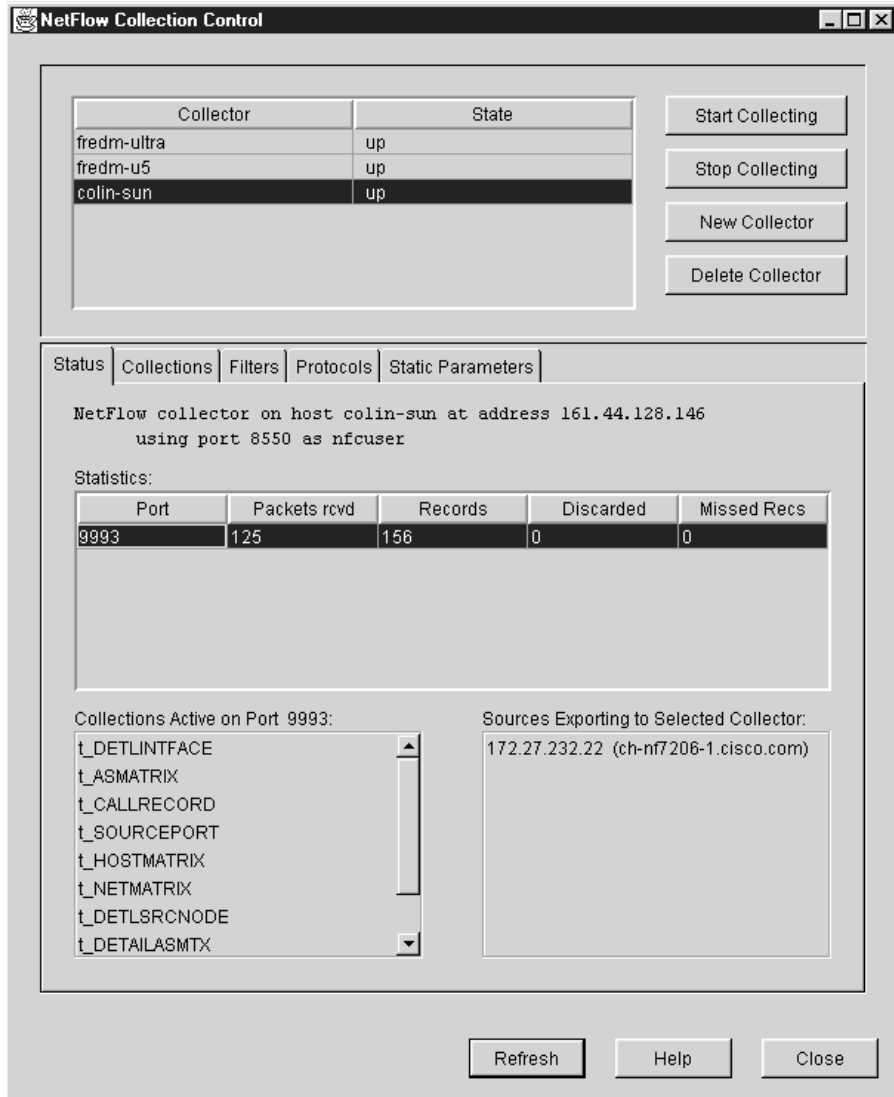 NetFlow Collection Control
Collector State
fredm-ultra up
fredm-u5 up
colin-sun up
Start Collecting
Stop Collecting
New Collector
Delete Collector
Status Collections Filters Protocols Static Parameters
NetFlow collector on host colin-sun at address 161.44.128.146
using port 8550 as nfcuser
Statistics:
Port Packets rcvd Records Discarded Missed Recs
9993 125 156 0 0
Collections Active on Port 9993:
t_DETLINTFACE
t_ASMATRIX
t_CALLRECORD
t_SOURCEPORT
t_HOSTMATRIX
t_NETMATRIX
t_DETLSRCNODE
t_DETAILASMTX
Sources Exporting to Selected Collector:
172.27.232.22 (ch-nf7206-1.cisco.com)
Refresh Help Close